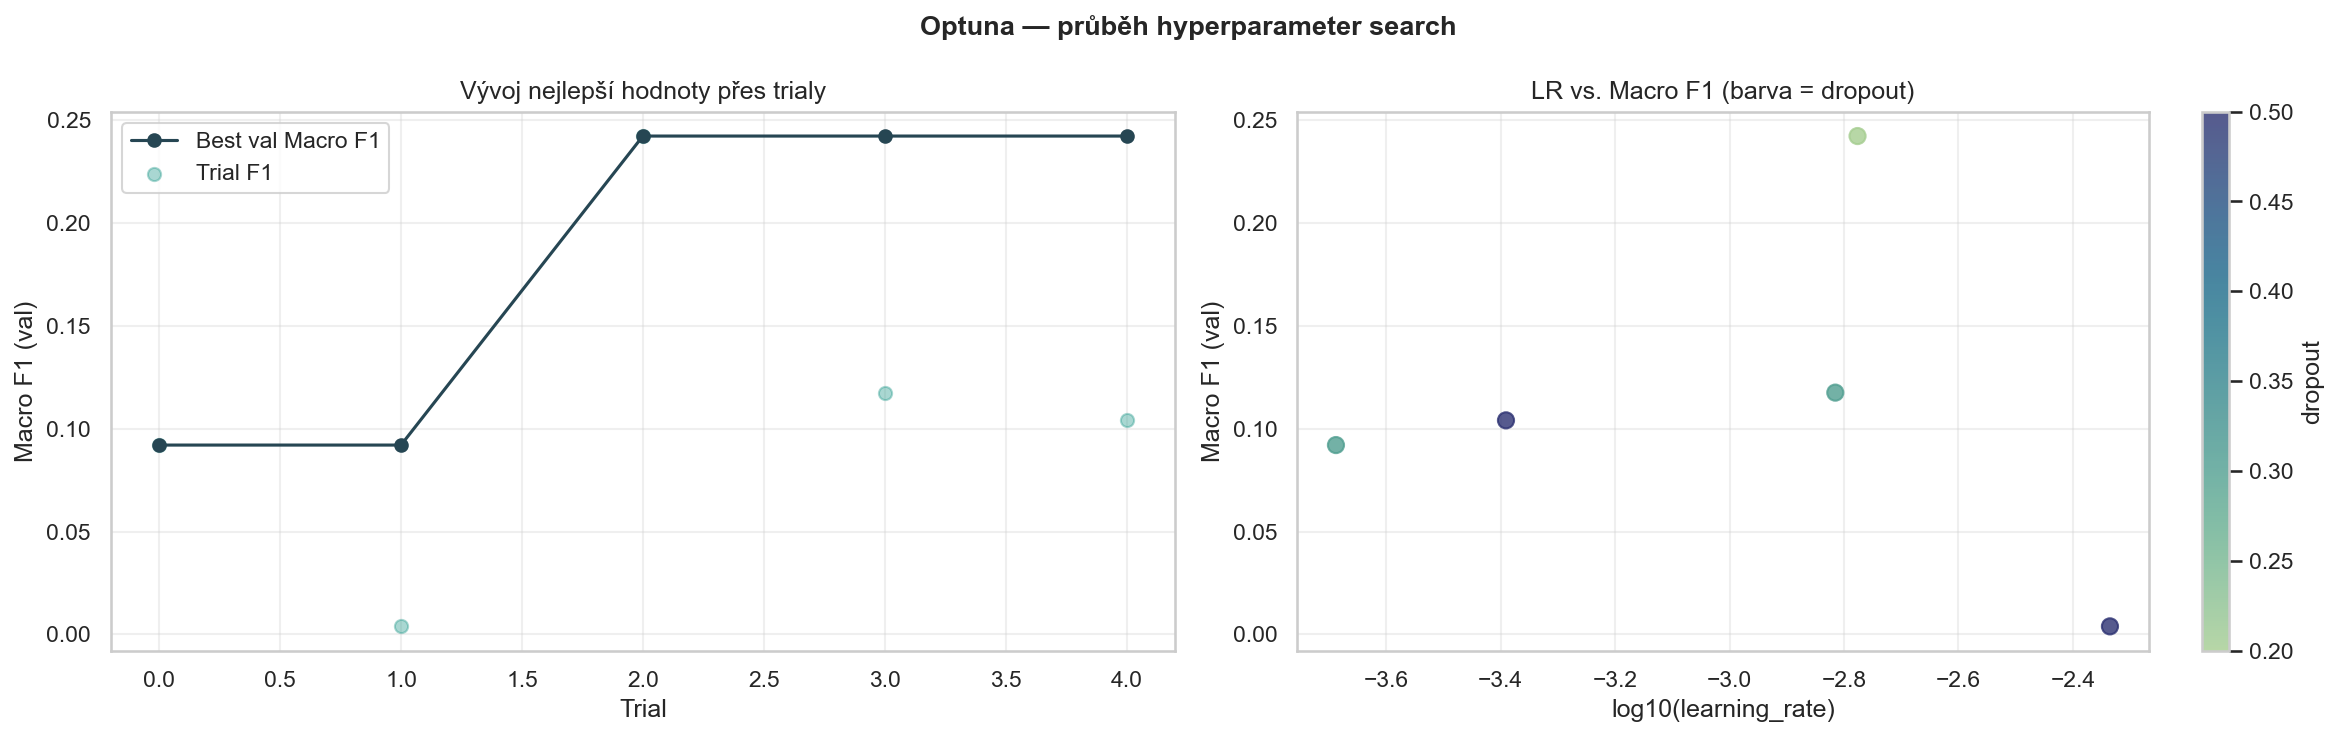 Optuna — průběh hyperparameter search
Vývoj nejlepší hodnoty přes trialy
Best val Macro F1
Trial F1
Macro F1 (val)
0.25
0.20
0.15
0.10
0.05
0.00
0.0 0.5 1.0 1.5 2.0 2.5 3.0 3.5 4.0
Trial
LR vs. Macro F1 (barva = dropout)
Macro F1 (val)
0.25
0.20
0.15
0.10
0.05
0.00
−3.6 −3.4 −3.2 −3.0 −2.8 −2.6 −2.4
log10(learning_rate)
0.50
0.45
0.40
0.35
0.30
0.25
0.20
dropout